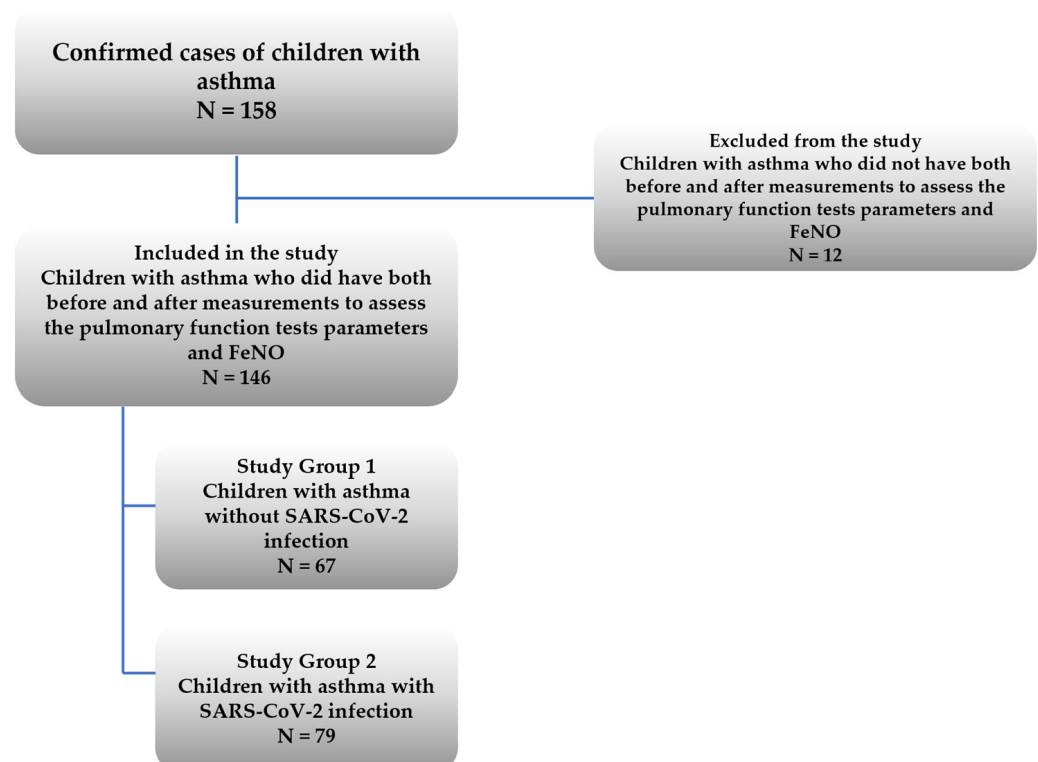 Confirmed cases of children with
asthma
N = 158
Excluded from the study
Children with asthma who did not have both
before and after measurements to assess the
pulmonary function tests parameters and
FeNO
N = 12
Included in the study
Children with asthma who did have both
before and after measurements to assess
the pulmonary function tests parameters
and FeNO
N = 146
Study Group 1
Children with asthma
without SARS-CoV-2
infection
N = 67
Study Group 2
Children with asthma with
SARS-CoV-2 infection
N = 79